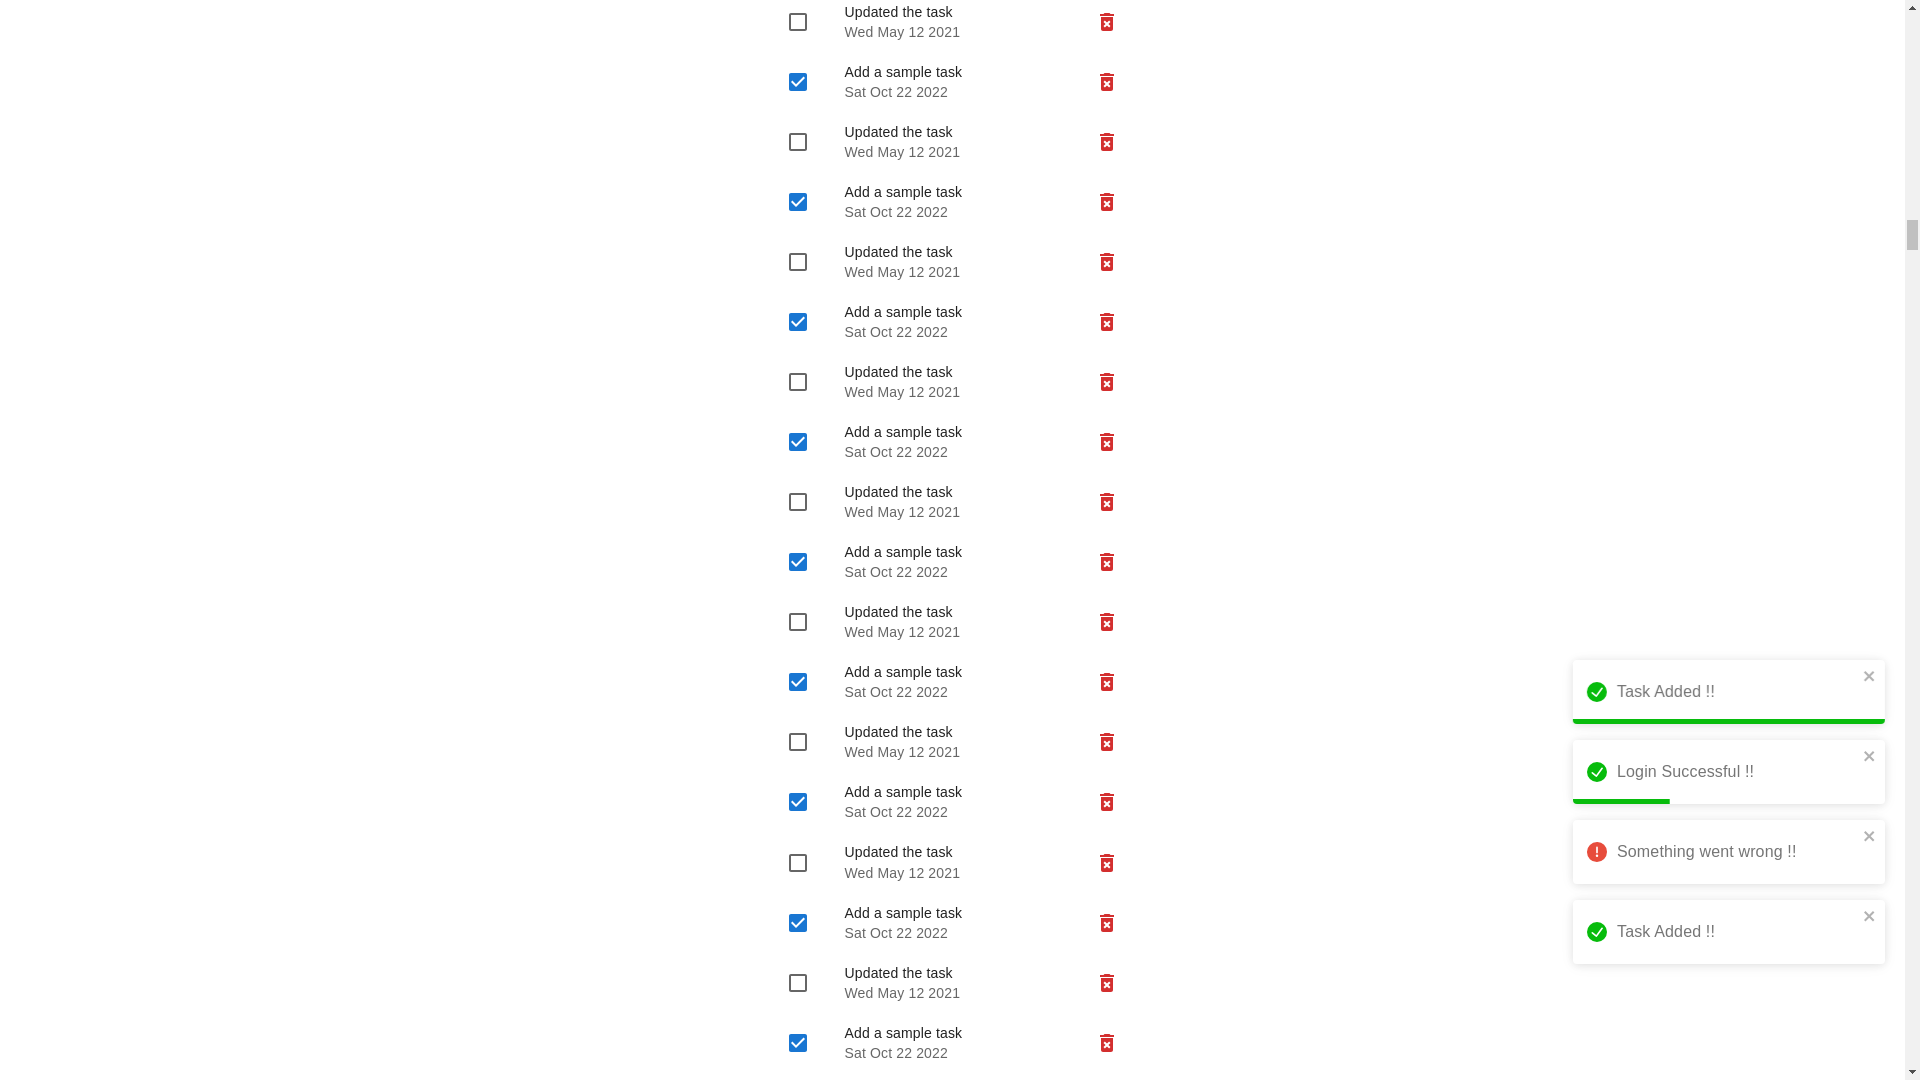 Updated the task
Wed May 12 2021
Add a sample task
Sat Oct 22 2022
Updated the task
Wed May 12 2021
Add a sample task
Sat Oct 22 2022
Updated the task
Wed May 12 2021
Add a sample task
Sat Oct 22 2022
Updated the task
Wed May 12 2021
Add a sample task
Sat Oct 22 2022
Updated the task
Wed May 12 2021
Add a sample task
Sat Oct 22 2022
Updated the task
Wed May 12 2021
Add a sample task
Sat Oct 22 2022
Updated the task
Wed May 12 2021
Add a sample task
Sat Oct 22 2022
Updated the task
Wed May 12 2021
Add a sample task
Sat Oct 22 2022
Updated the task
Wed May 12 2021
Add a sample task
Sat Oct 22 2022
Task Added !!
Login Successful !!
Something went wrong !!
Task Added !!